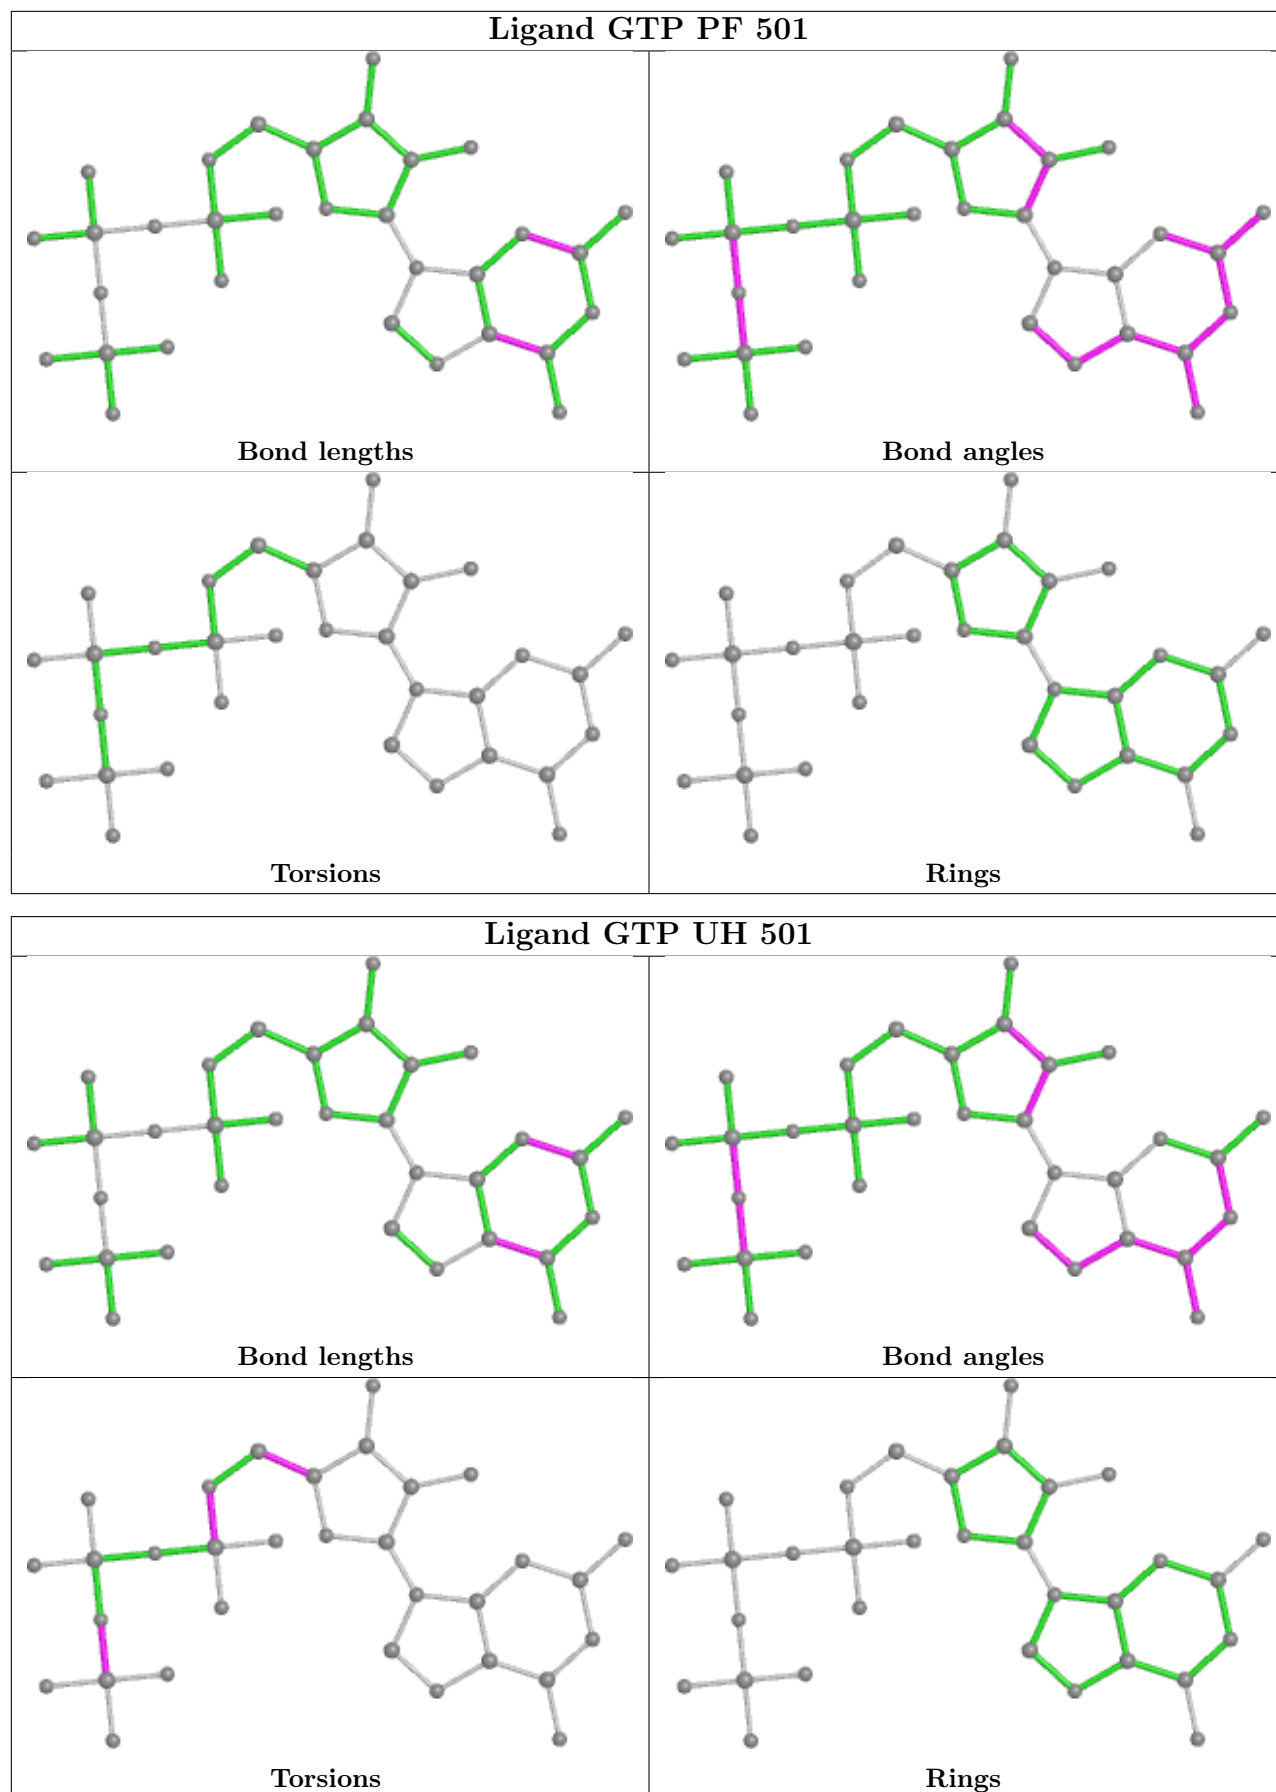 Ligand GTP PF 501
Bond lengths
Bond angles
Torsions
Rings
Ligand GTP UH 501
Bond lengths
Bond angles
Torsions
Rings